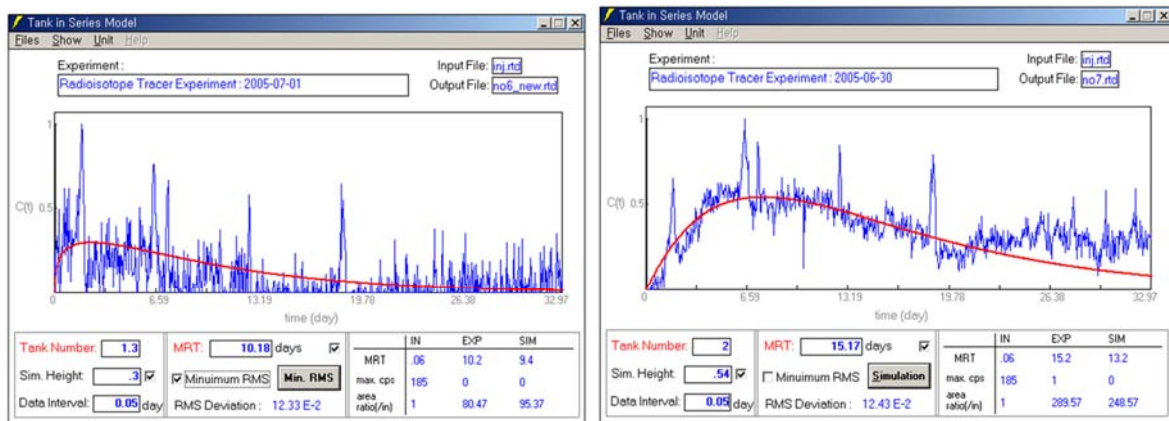 Tank in Series Model
Files Show Unit Help
Experiment :
Radioisotope Tracer Experiment : 2005-07-01
Input File: inj.rtd
Output File: no6_new.rtd
1
C(t) 0.5
0 6.59 13.19 19.78 26.38 32.97
time (day)
Tank Number: 1.3
Sim. Height: .3
Data Interval: 0.05 day
MRT: 10.18 days
Minuimum RMS Min. RMS
RMS Deviation : 12.33 E-2
IN EXP SIM
MRT .06 10.2 9.4
max. cps 185 0 0
area ratio(/in) 1 80.47 95.37
Tank in Series Model
Files Show Unit Help
Experiment :
Radioisotope Tracer Experiment : 2005-06-30
Input File: inj.rtd
Output File: no7.rtd
1
C(t) 0.5
0 6.59 13.19 19.78 26.38 32.97
time (day)
Tank Number: 2
Sim. Height: .54
Data Interval: 0.05 day
MRT: 15.17 days
Minuimum RMS Simulation
RMS Deviation : 12.43 E-2
IN EXP SIM
MRT .06 15.2 13.2
max. cps 185 1 0
area ratio(/in) 1 289.57 248.57